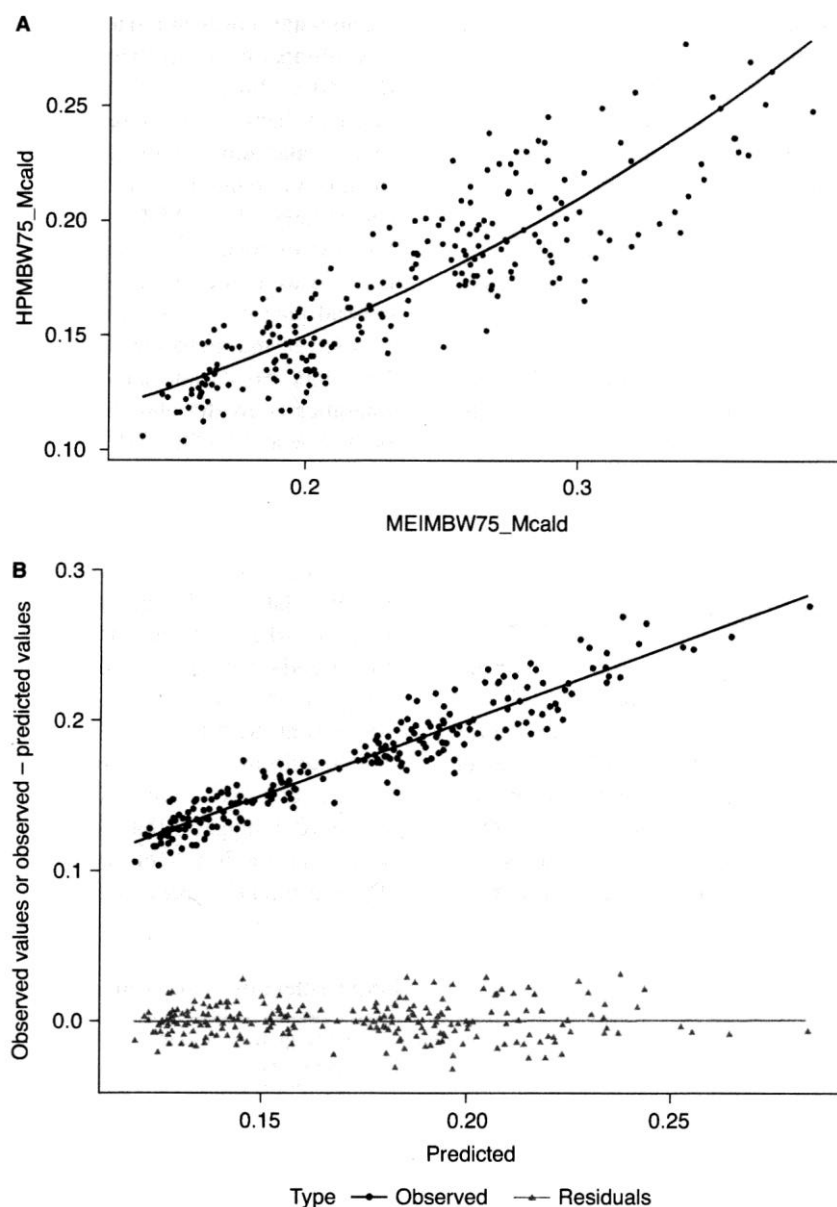 A
0.25
0.20
0.15
0.10
HPMBW75_Mcald
0.2
0.3
MEIMBW75_Mcald
B
0.3
0.2
0.1
0.0
Observed values or observed – predicted values
0.15
0.20
0.25
Predicted
Type Observed Residuals